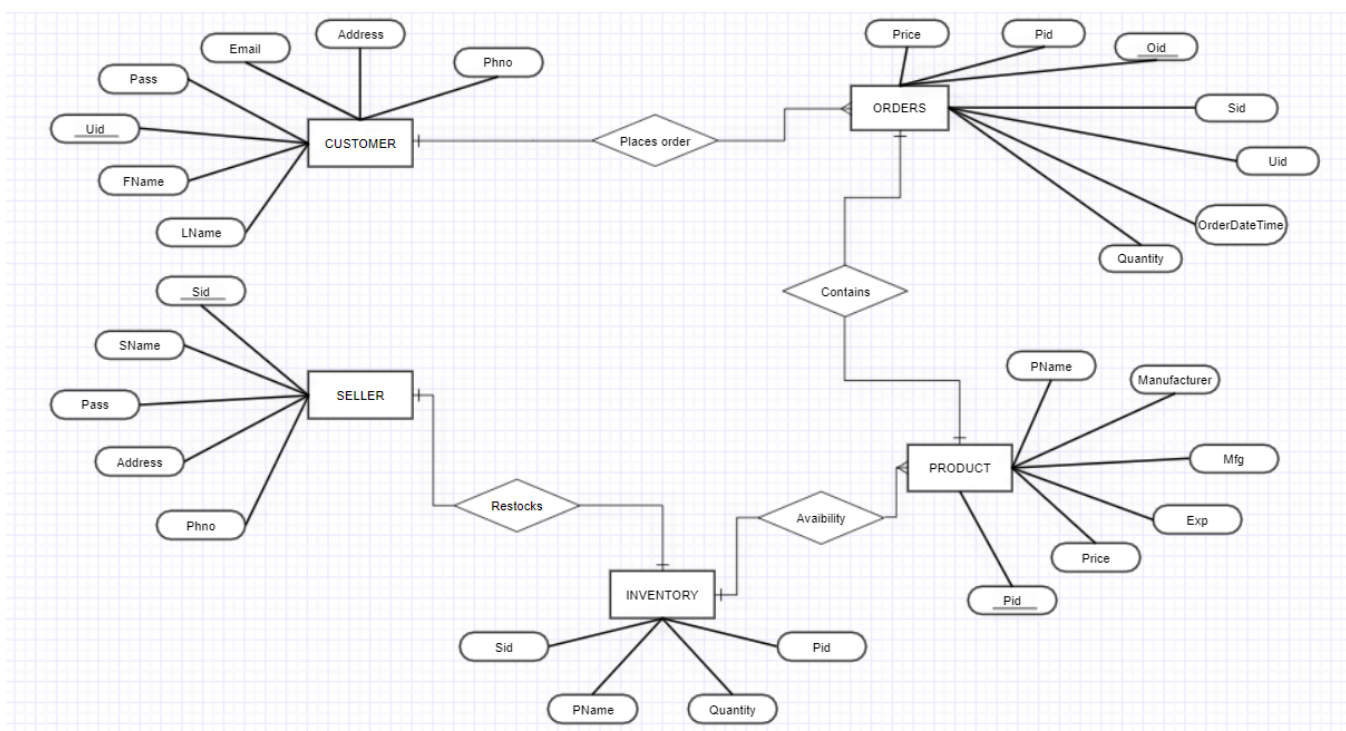 Address
Email
Phno
Pass
Uid
FName
LName
CUSTOMER
Places order
Price
Pid
Oid
ORDERS
Sid
Uid
OrderDateTime
Quantity
Contains
Sid
SName
Pass
Address
Phno
SELLER
Restocks
PName
Manufacturer
Mfg
Exp
Price
Pid
PRODUCT
Avaibility
INVENTORY
Sid
PName
Quantity
Pid